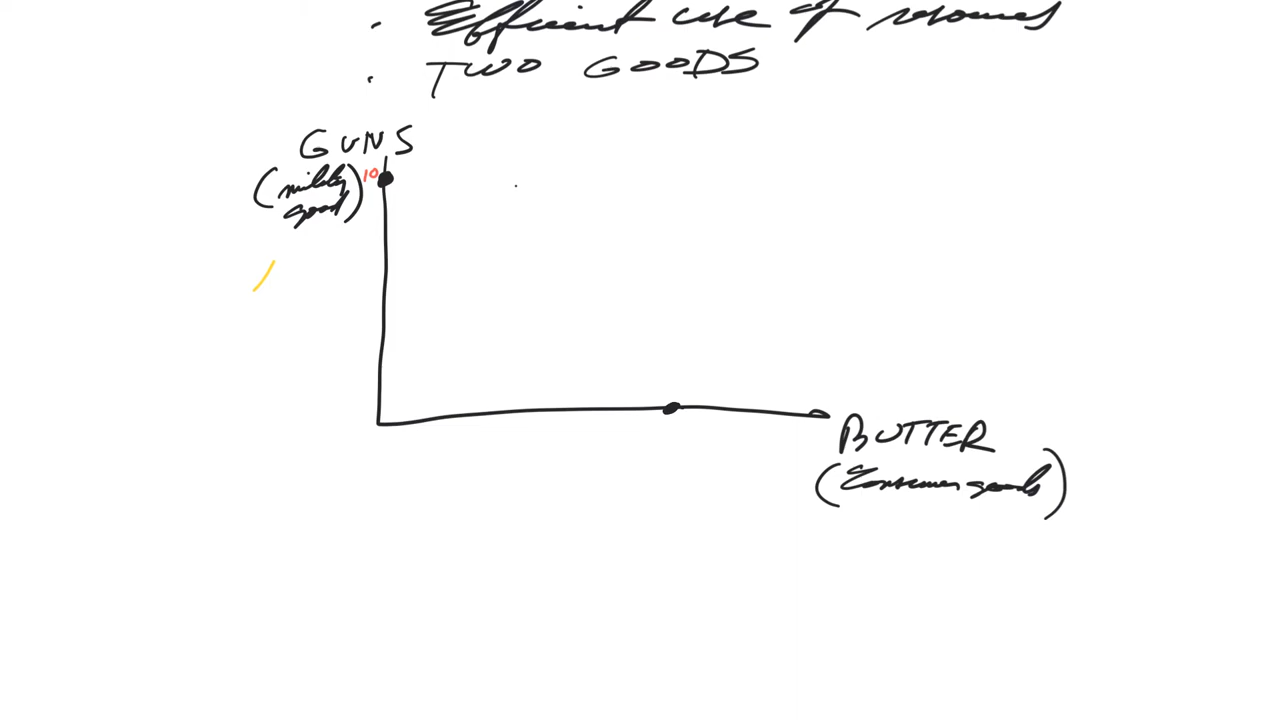 . Efficient use of resources
. TWO GOODS
GUNS
(military 10
good)
BUTTER
(Consumer goods)